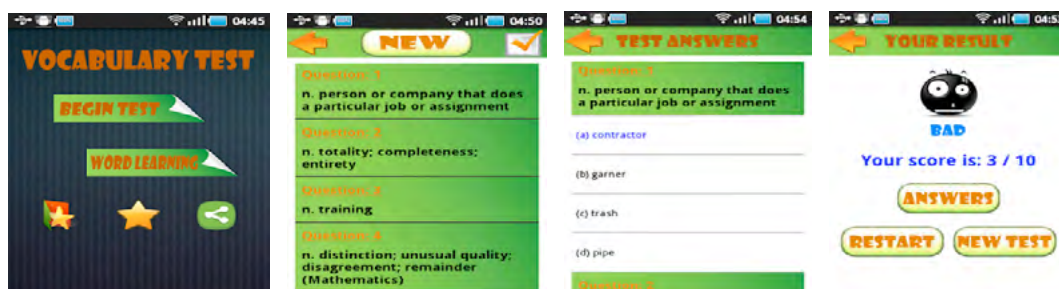 04:45
VOCABULARY TEST
BEGIN TEST
WORD LEARNING
04:50
NEW
Question: 1
n. person or company that does
a particular job or assignment
Question: 2
n. totality; completeness;
entirety
Question: 3
n. training
Question: 4
n. distinction; unusual quality;
disagreement; remainder
(Mathematics)
04:54
TEST ANSWERS
Question: 1
n. person or company that does
a particular job or assignment
(a) contractor
(b) garner
(c) trash
(d) pipe
YOUR RESULT
BAD
Your score is: 3 / 10
ANSWERS
RESTART
NEW TEST